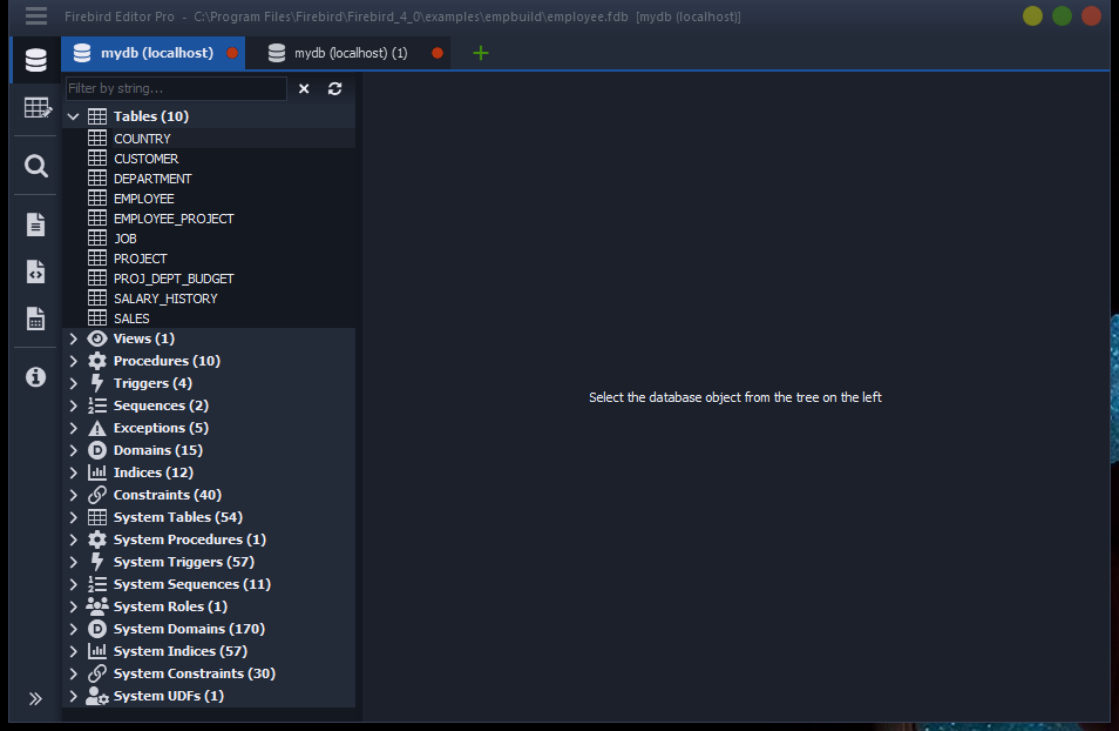 Firebird Editor Pro - C:\Program Files\Firebird\Firebird_4_0\examples\empbuild\employee.fdb [mydb (localhost)]
mydb (localhost)
mydb (localhost) (1)
Filter by string...
Tables (10)
COUNTRY
CUSTOMER
DEPARTMENT
EMPLOYEE
EMPLOYEE_PROJECT
JOB
PROJECT
PROJ_DEPT_BUDGET
SALARY_HISTORY
SALES
Views (1)
Procedures (10)
Triggers (4)
Sequences (2)
Exceptions (5)
Domains (15)
Indices (12)
Constraints (40)
System Tables (54)
System Procedures (1)
System Triggers (57)
System Sequences (11)
System Roles (1)
System Domains (170)
System Indices (57)
System Constraints (30)
System UDFs (1)
Select the database object from the tree on the left